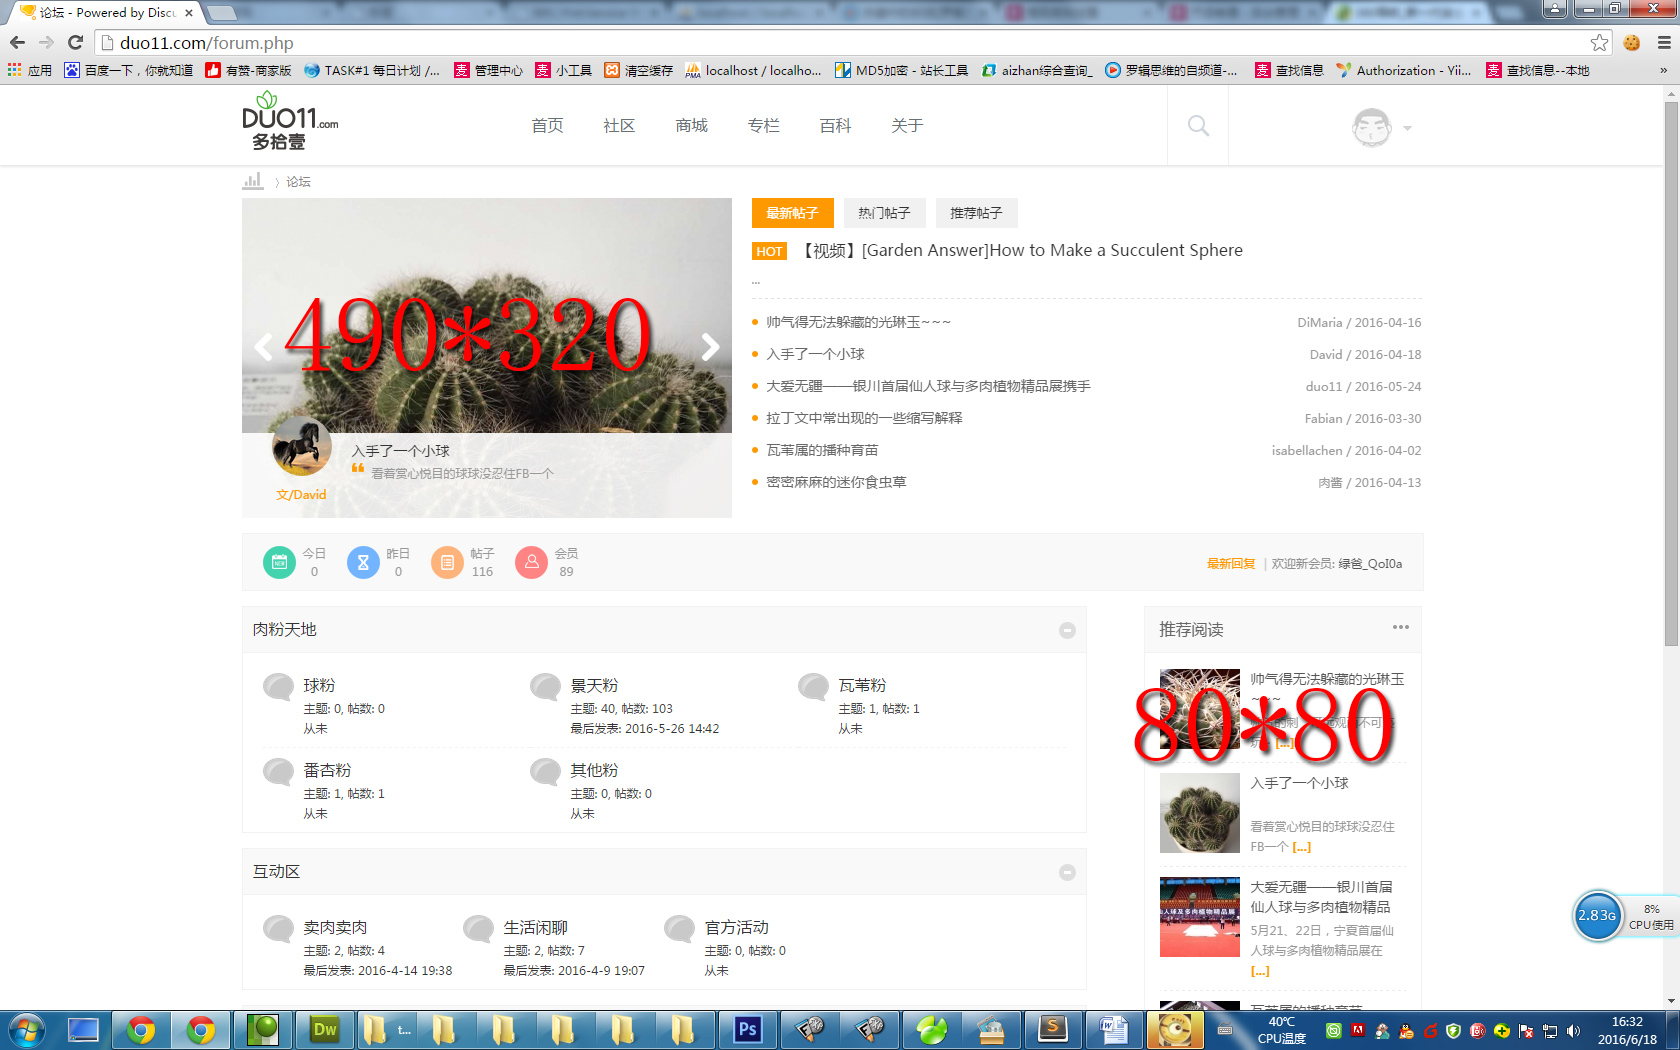 论坛 - Powered by Discu
duo11.com/forum.php
应用
百度一下，你就知道
有赞-商家版
TASK#1 每日计划 /...
管理中心
小工具
清空缓存
localhost / localho...
MD5加密 - 站长工具
aizhan综合查询_
罗辑思维的自频道-...
查找信息
Authorization - Yii...
查找信息--本地
»
DUO11.com
多拾壹
首页
社区
商城
专栏
百科
关于
论坛
最新帖子
热门帖子
推荐帖子
HOT 【视频】[Garden Answer]How to Make a Succulent Sphere
...
490*320
入手了一个小球
看着赏心悦目的球球没忍住FB一个
文/David
帅气得无法躲藏的光琳玉~~~ DiMaria / 2016-04-16
入手了一个小球 David / 2016-04-18
大爱无疆——银川首届仙人球与多肉植物精品展携手 duo11 / 2016-05-24
拉丁文中常出现的一些缩写解释 Fabian / 2016-03-30
瓦苇属的播种育苗 isabellachen / 2016-04-02
密密麻麻的迷你食虫草 肉酱 / 2016-04-13
今日
0
昨日
0
帖子
116
会员
89
最新回复 | 欢迎新会员: 绿爸_QoI0a
肉粉天地
球粉
主题: 0, 帖数: 0
从未
景天粉
主题: 40, 帖数: 103
最后发表: 2016-5-26 14:42
瓦苇粉
主题: 1, 帖数: 1
从未
番杏粉
主题: 1, 帖数: 1
从未
其他粉
主题: 0, 帖数: 0
从未
互动区
卖肉卖肉
主题: 2, 帖数: 4
最后发表: 2016-4-14 19:38
生活闲聊
主题: 2, 帖数: 7
最后发表: 2016-4-9 19:07
官方活动
主题: 0, 帖数: 0
从未
推荐阅读
帅气得无法躲藏的光琳玉
~~~
80*80
[...]
入手了一个小球
看着赏心悦目的球球没忍住
FB一个 [...]
大爱无疆——银川首届
仙人球与多肉植物精品
5月21、22日，宁夏首届仙
人球与多肉植物精品展在
[...]
瓦苇属的播种育苗
2.83G
8%
CPU使用
Dw
t...
Ps
40℃
CPU温度
16:32
2016/6/18